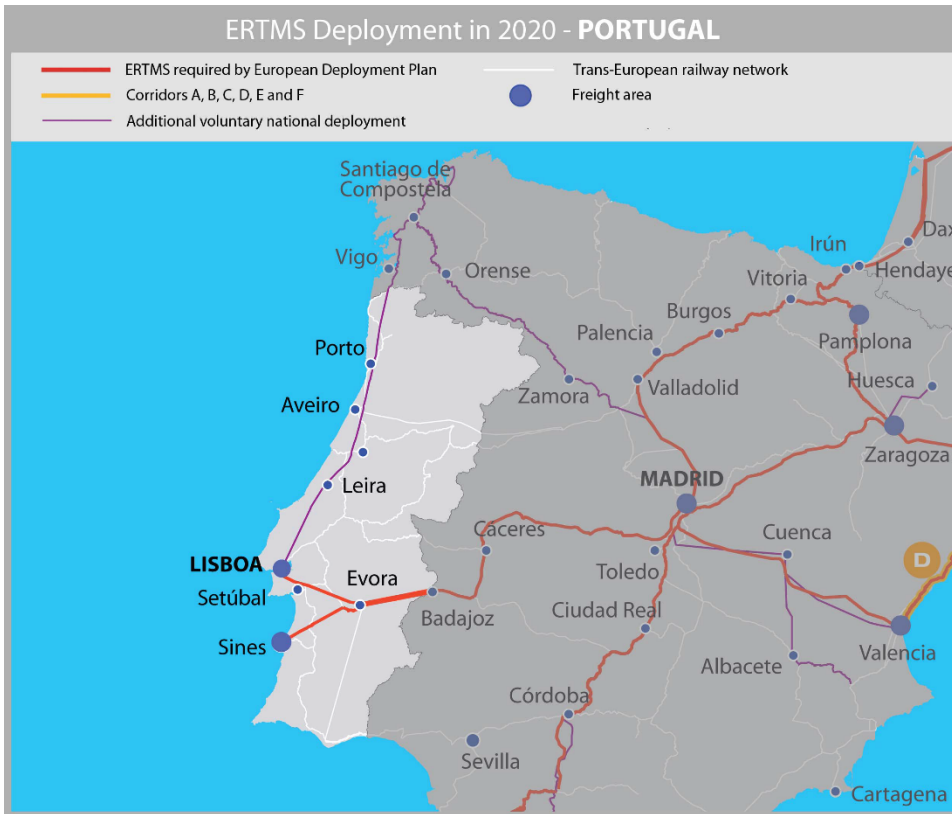 ERTMS Deployment in 2020 - PORTUGAL
ERTMS required by European Deployment Plan
Trans-European railway network
Corridors A, B, C, D, E and F
Freight area
Additional voluntary national deployment
Santiago de
Compostela
Dax
Irún
Vigo
Orense
Hendaye
Vitoria
Burgos
Porto
Palencia
Pamplona
Huesca
Aveiro
Zamora
Valladolid
Zaragoza
MADRID
Leira
Cáceres
Cuenca
D
LISBOA
Evora
Toledo
Setúbal
Badajoz
Ciudad Real
Sines
Valencia
Albacete
Córdoba
Sevilla
Cartagena